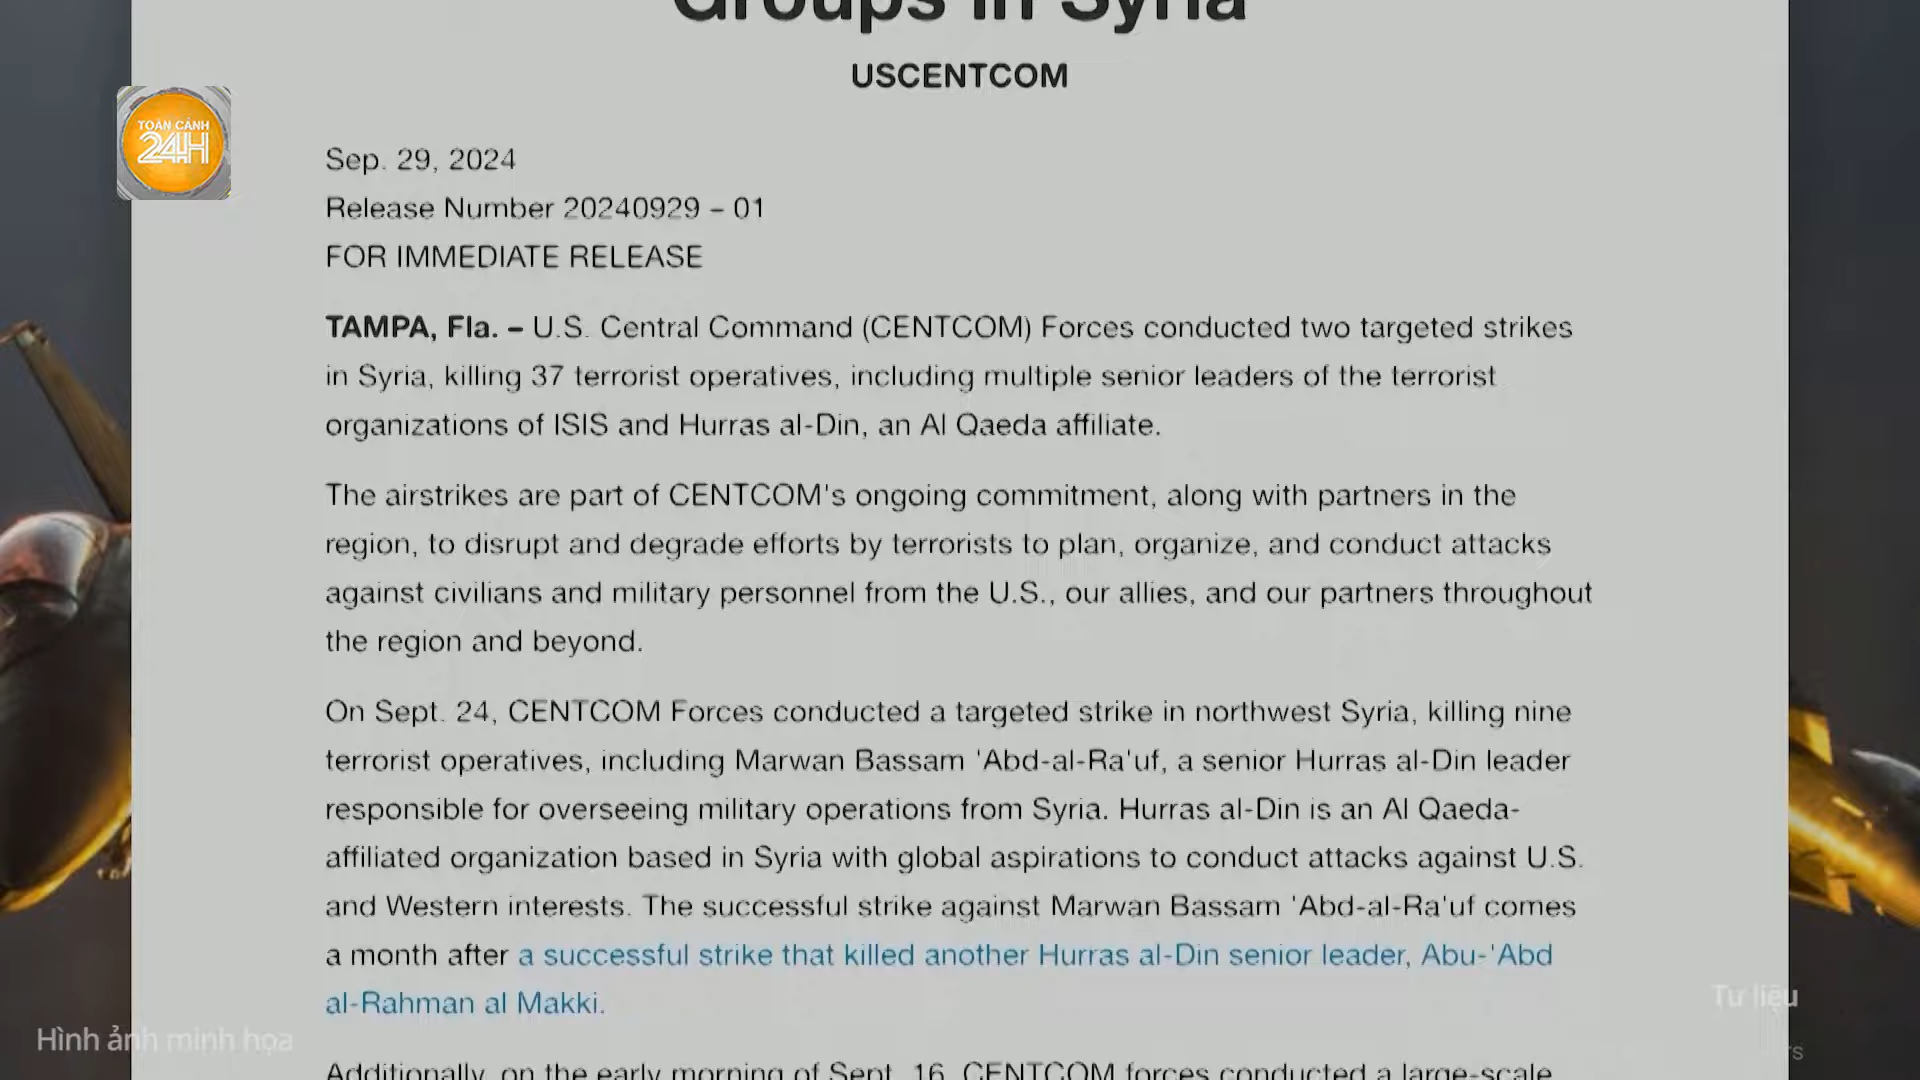 Groups in Syria
USCENTCOM
TOÀN CẢNH
24H
Sep. 29, 2024
Release Number 20240929 – 01
FOR IMMEDIATE RELEASE
TAMPA, Fla. – U.S. Central Command (CENTCOM) Forces conducted two targeted strikes
in Syria, killing 37 terrorist operatives, including multiple senior leaders of the terrorist
organizations of ISIS and Hurras al-Din, an Al Qaeda affiliate.
The airstrikes are part of CENTCOM's ongoing commitment, along with partners in the
region, to disrupt and degrade efforts by terrorists to plan, organize, and conduct attacks
against civilians and military personnel from the U.S., our allies, and our partners throughout
the region and beyond.
On Sept. 24, CENTCOM Forces conducted a targeted strike in northwest Syria, killing nine
terrorist operatives, including Marwan Bassam 'Abd-al-Ra'uf, a senior Hurras al-Din leader
responsible for overseeing military operations from Syria. Hurras al-Din is an Al Qaeda-
affiliated organization based in Syria with global aspirations to conduct attacks against U.S.
and Western interests. The successful strike against Marwan Bassam 'Abd-al-Ra'uf comes
a month after a successful strike that killed another Hurras al-Din senior leader, Abu-'Abd
al-Rahman al Makki.
Tư liệu
Hình ảnh minh họa
Additionally, on the early morning of Sept. 16, CENTCOM forces conducted a large-scale